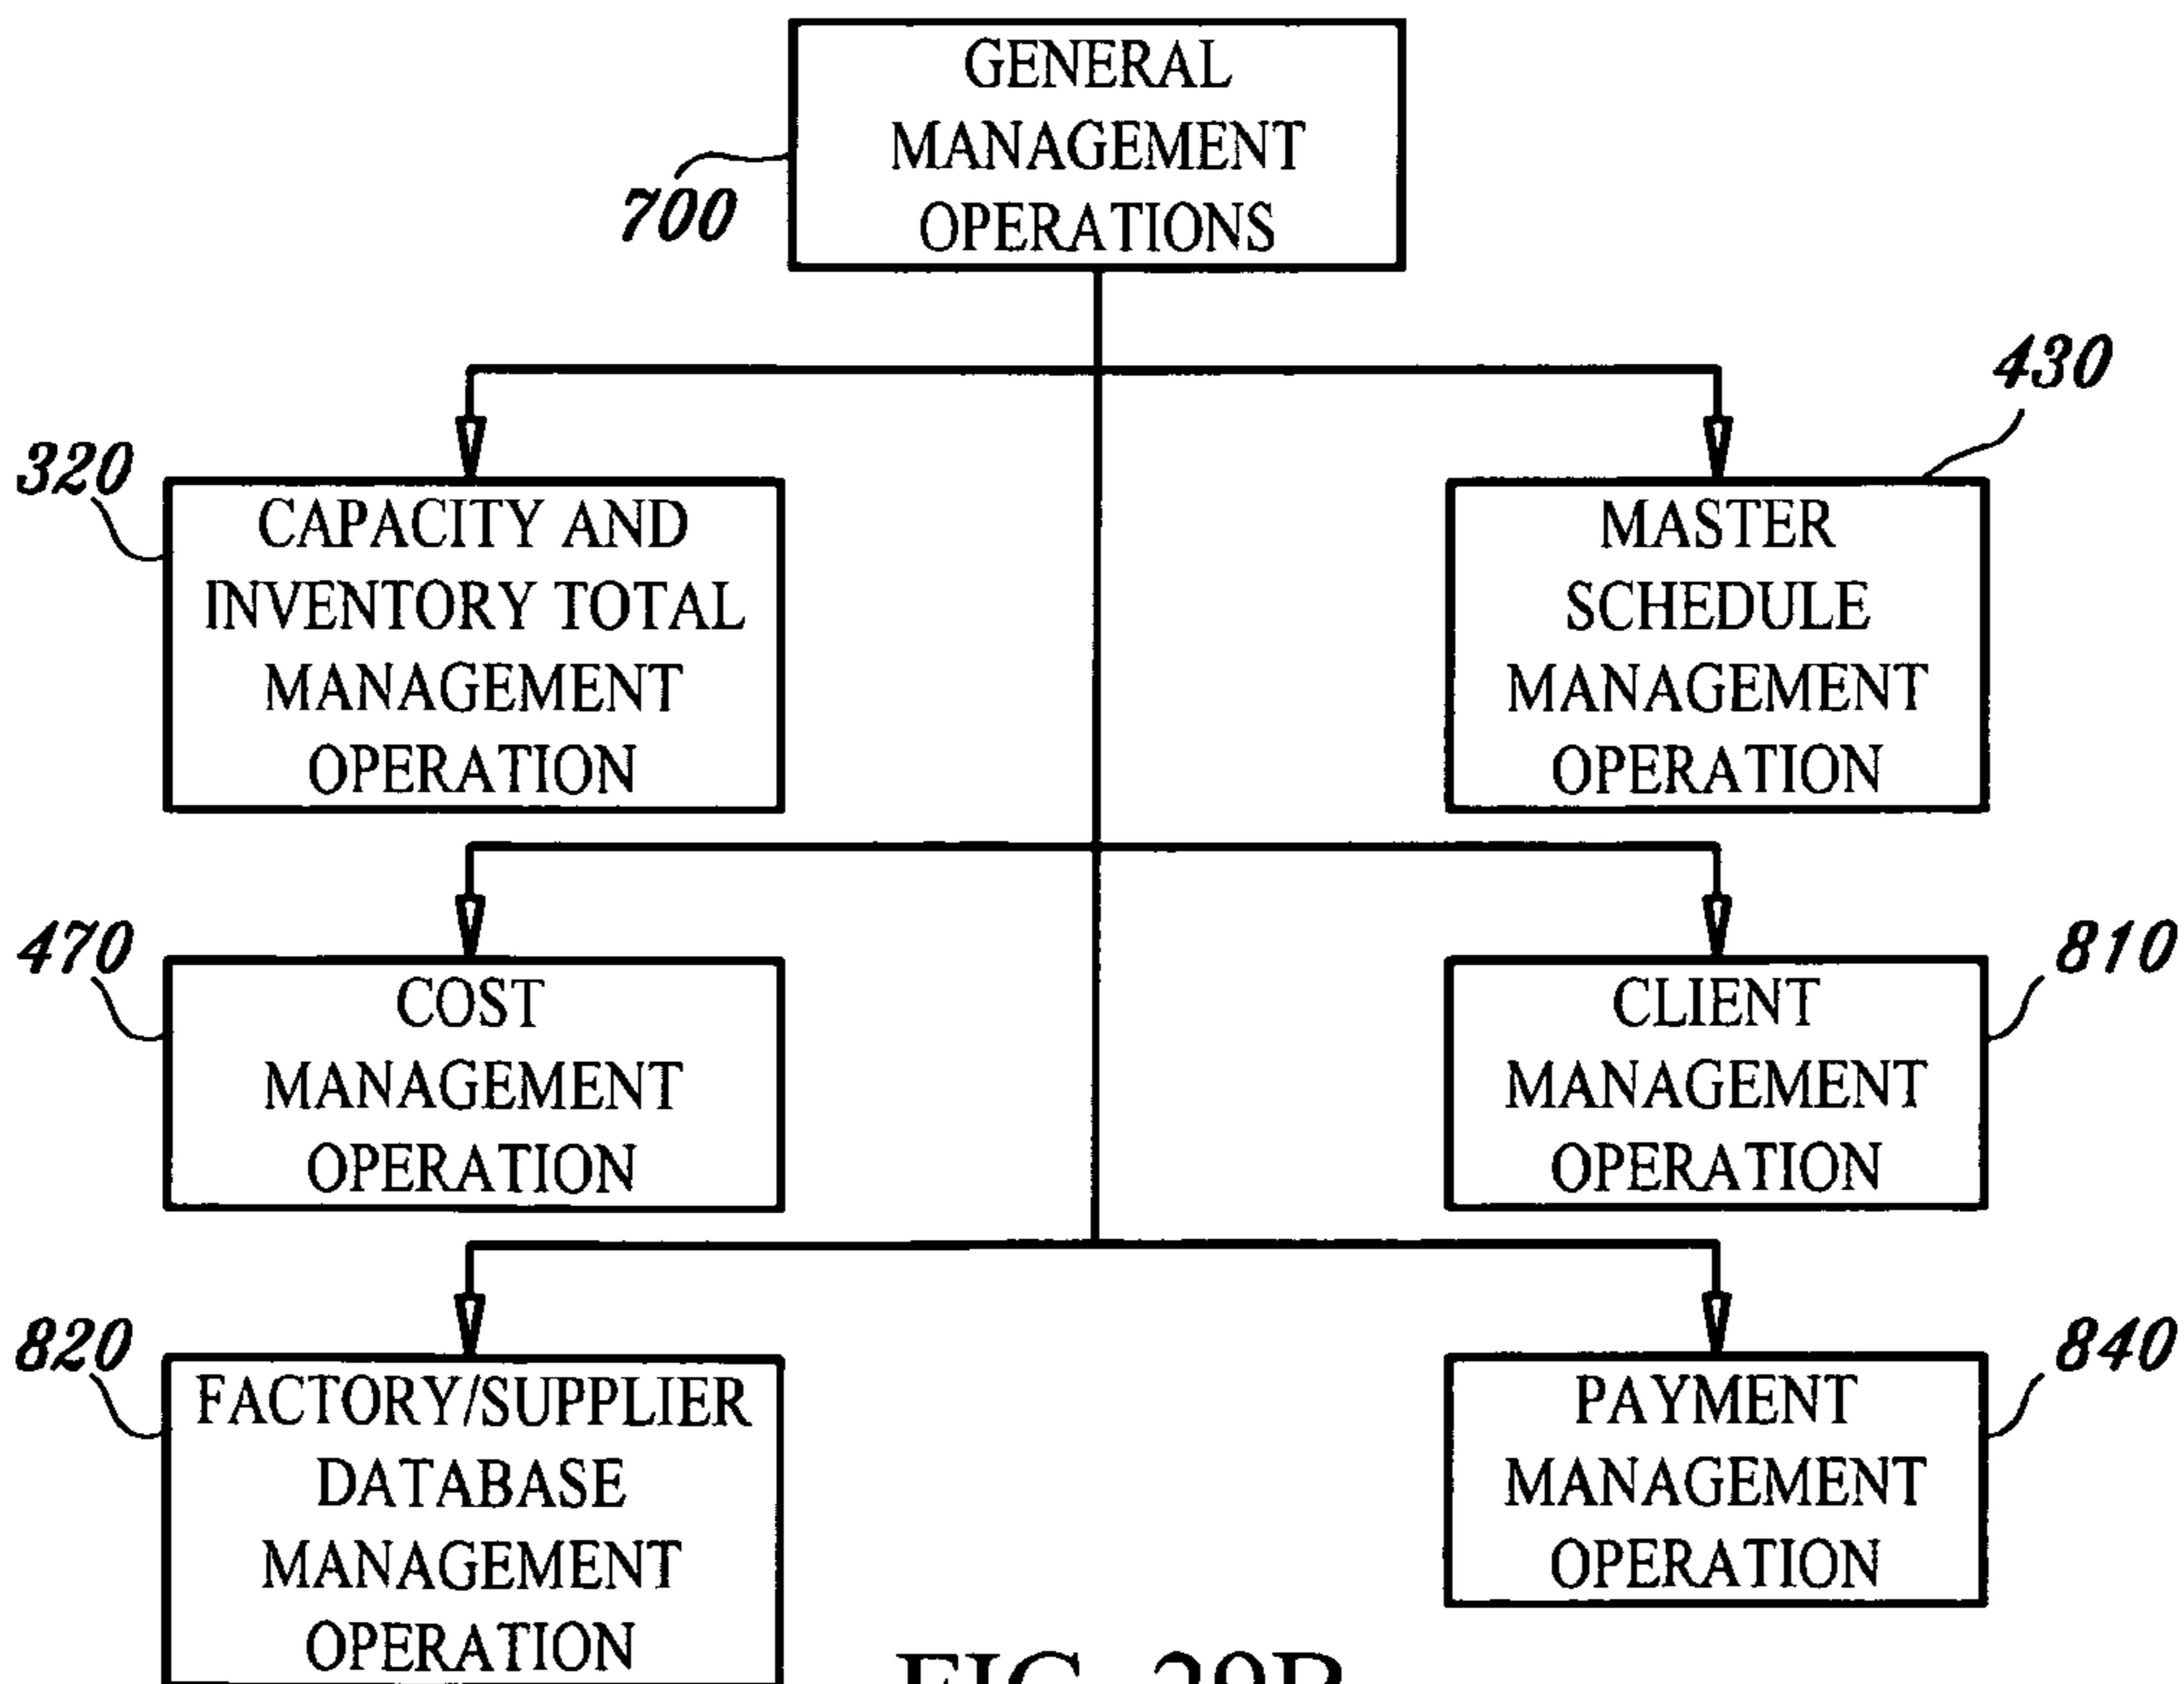 GENERAL
MANAGEMENT
OPERATIONS
700
430
320
CAPACITY AND
INVENTORY TOTAL
MANAGEMENT
OPERATION
MASTER
SCHEDULE
MANAGEMENT
OPERATION
470
COST
MANAGEMENT
OPERATION
810
CLIENT
MANAGEMENT
OPERATION
820
FACTORY/SUPPLIER
DATABASE
MANAGEMENT
OPERATION
840
PAYMENT
MANAGEMENT
OPERATION